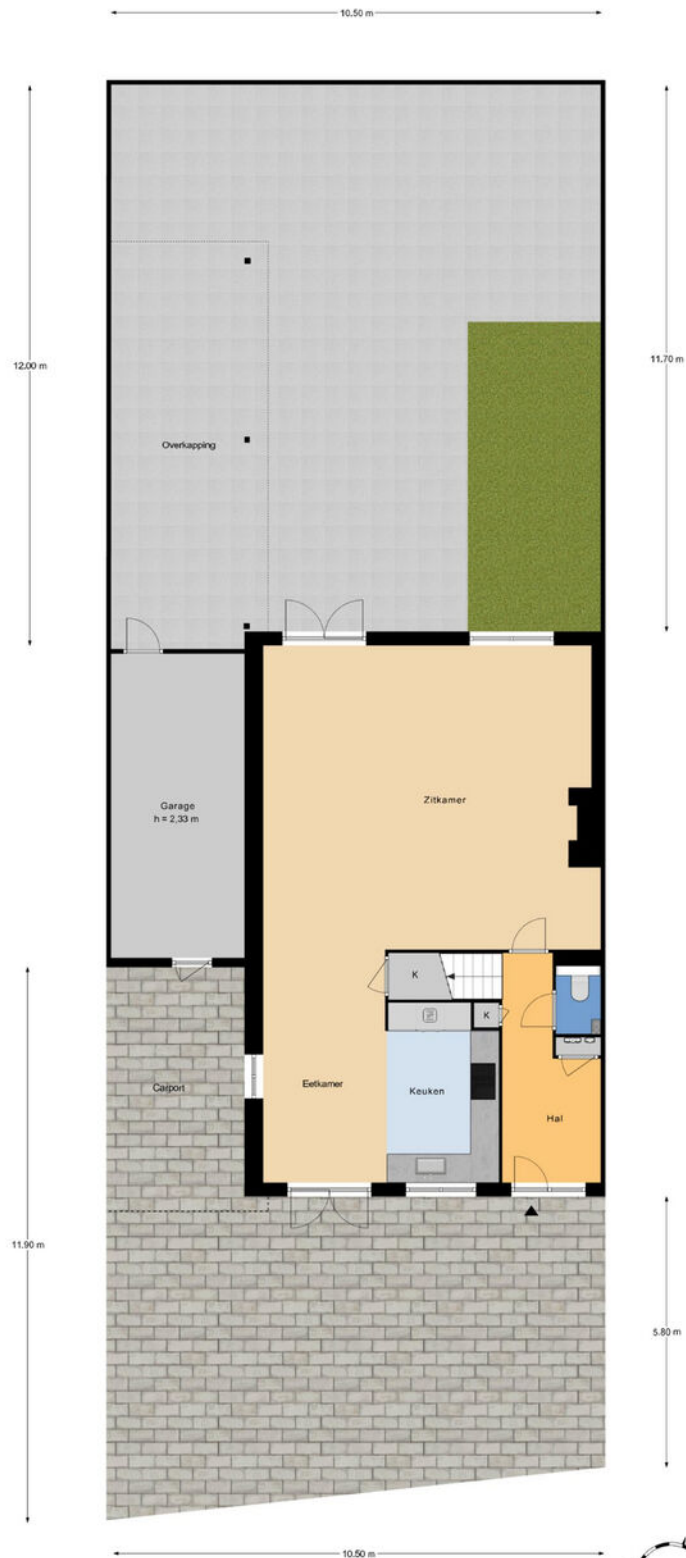 10.50 m
12.00 m
11.70 m
Overkapping
Zitkamer
Garage
h = 2,33 m
K
K
Carport
Eetkamer
Keuken
Hal
11.90 m
5.80 m
10.50 m